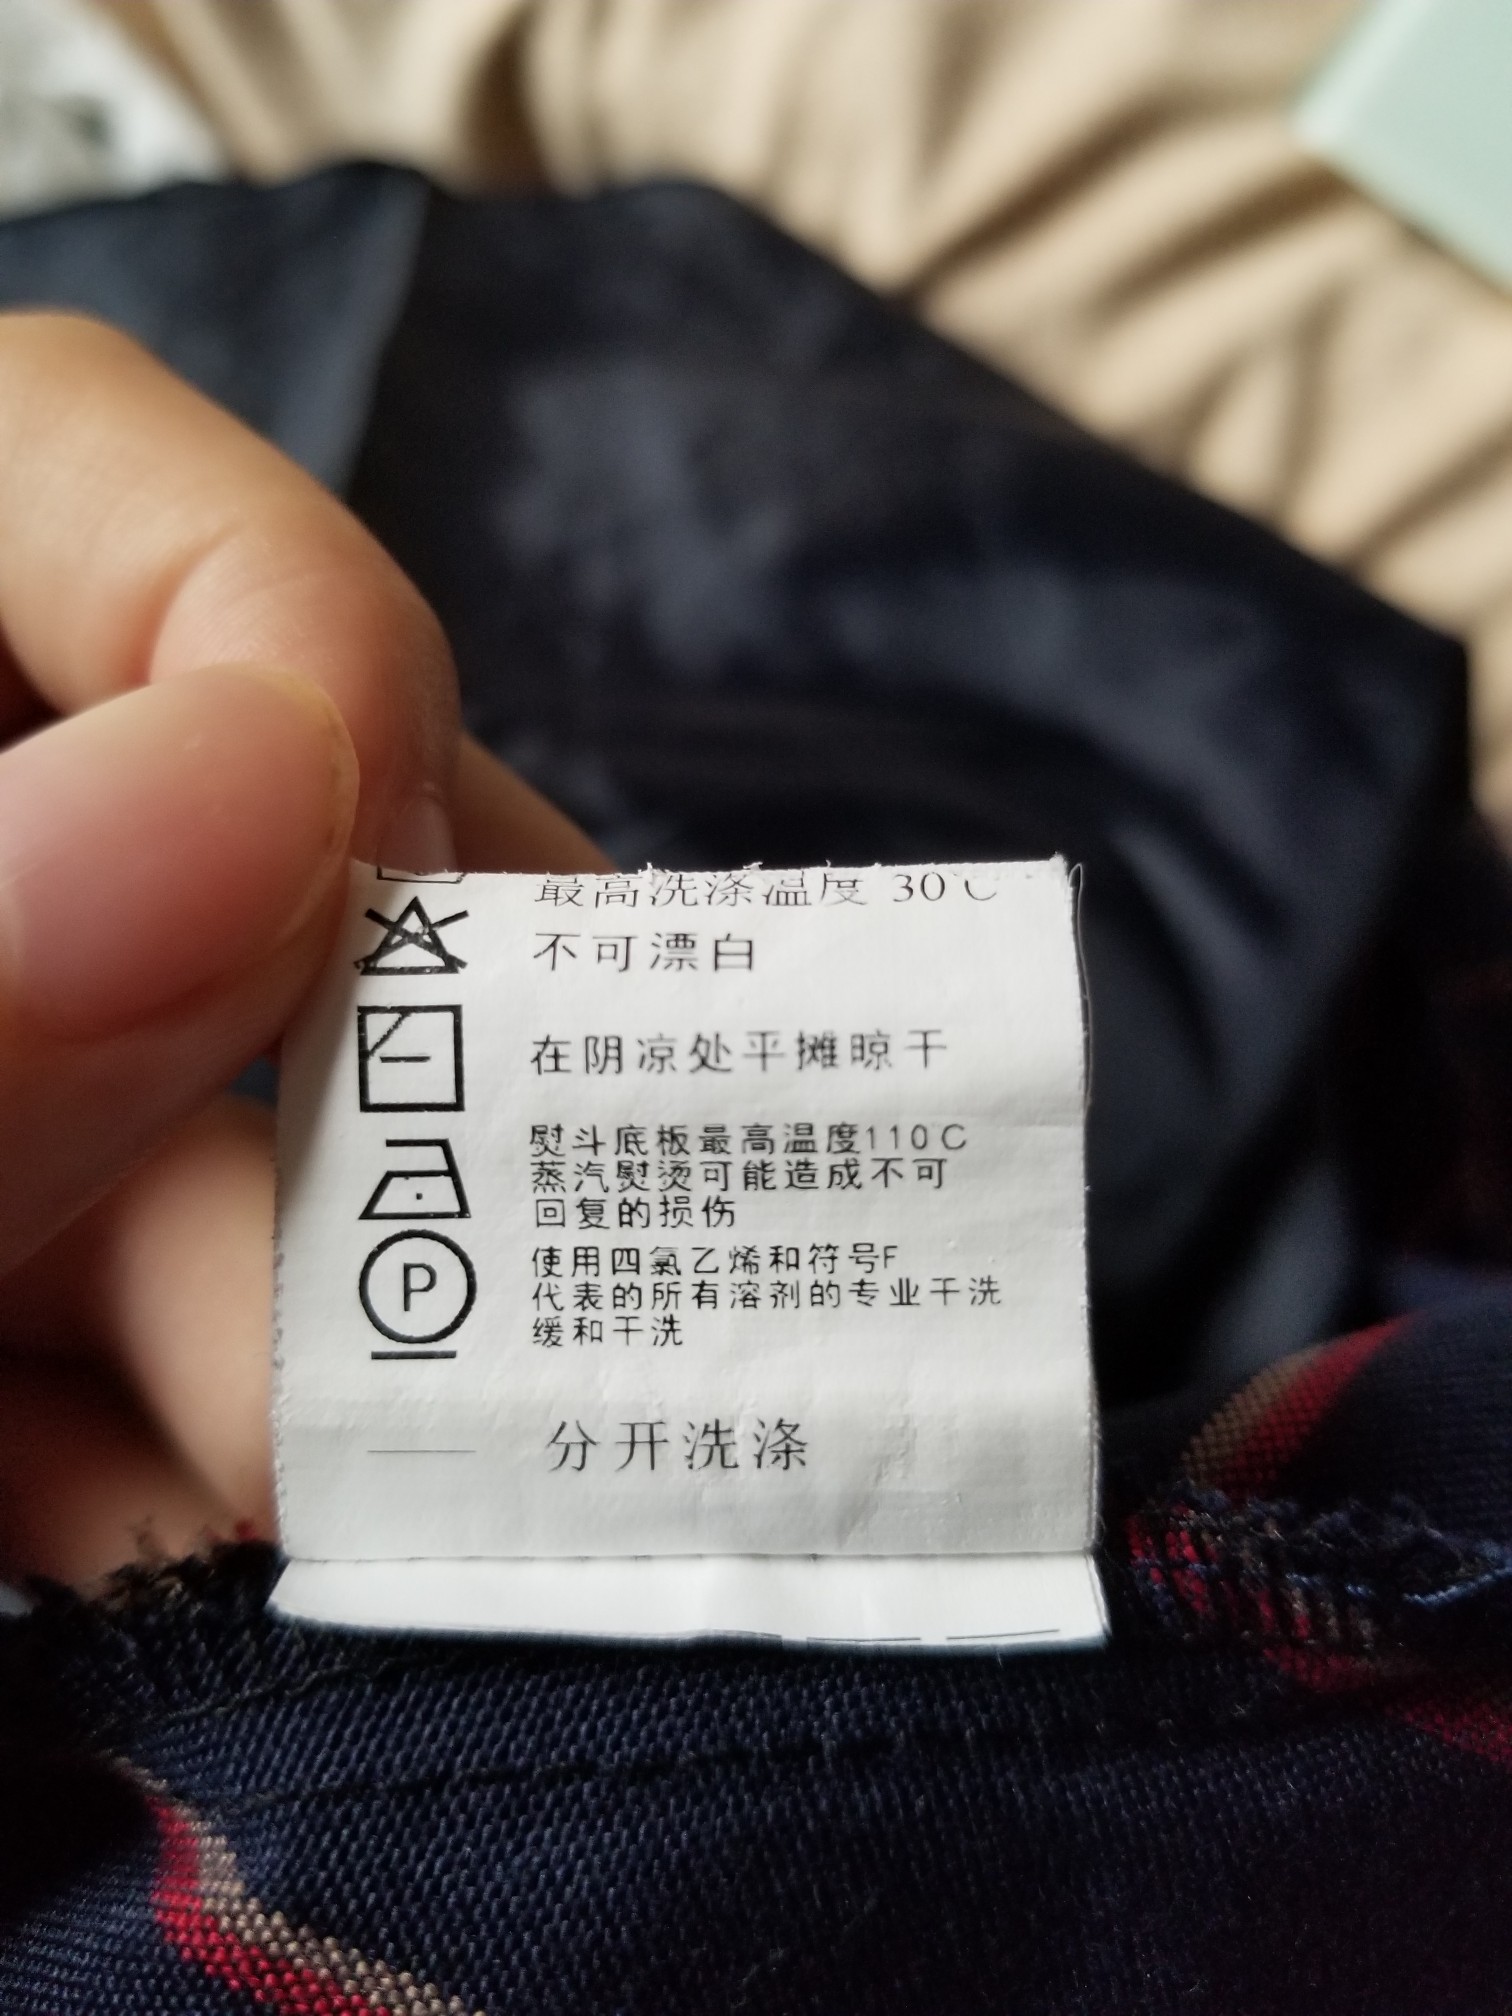 最高洗涤温度 30℃
不可漂白
在阴凉处平摊晾干
熨斗底板最高温度110C
蒸汽熨烫可能造成不可
回复的损伤
P
使用四氯乙烯和符号F
代表的所有溶剂的专业干洗
缓和干洗
分开洗涤